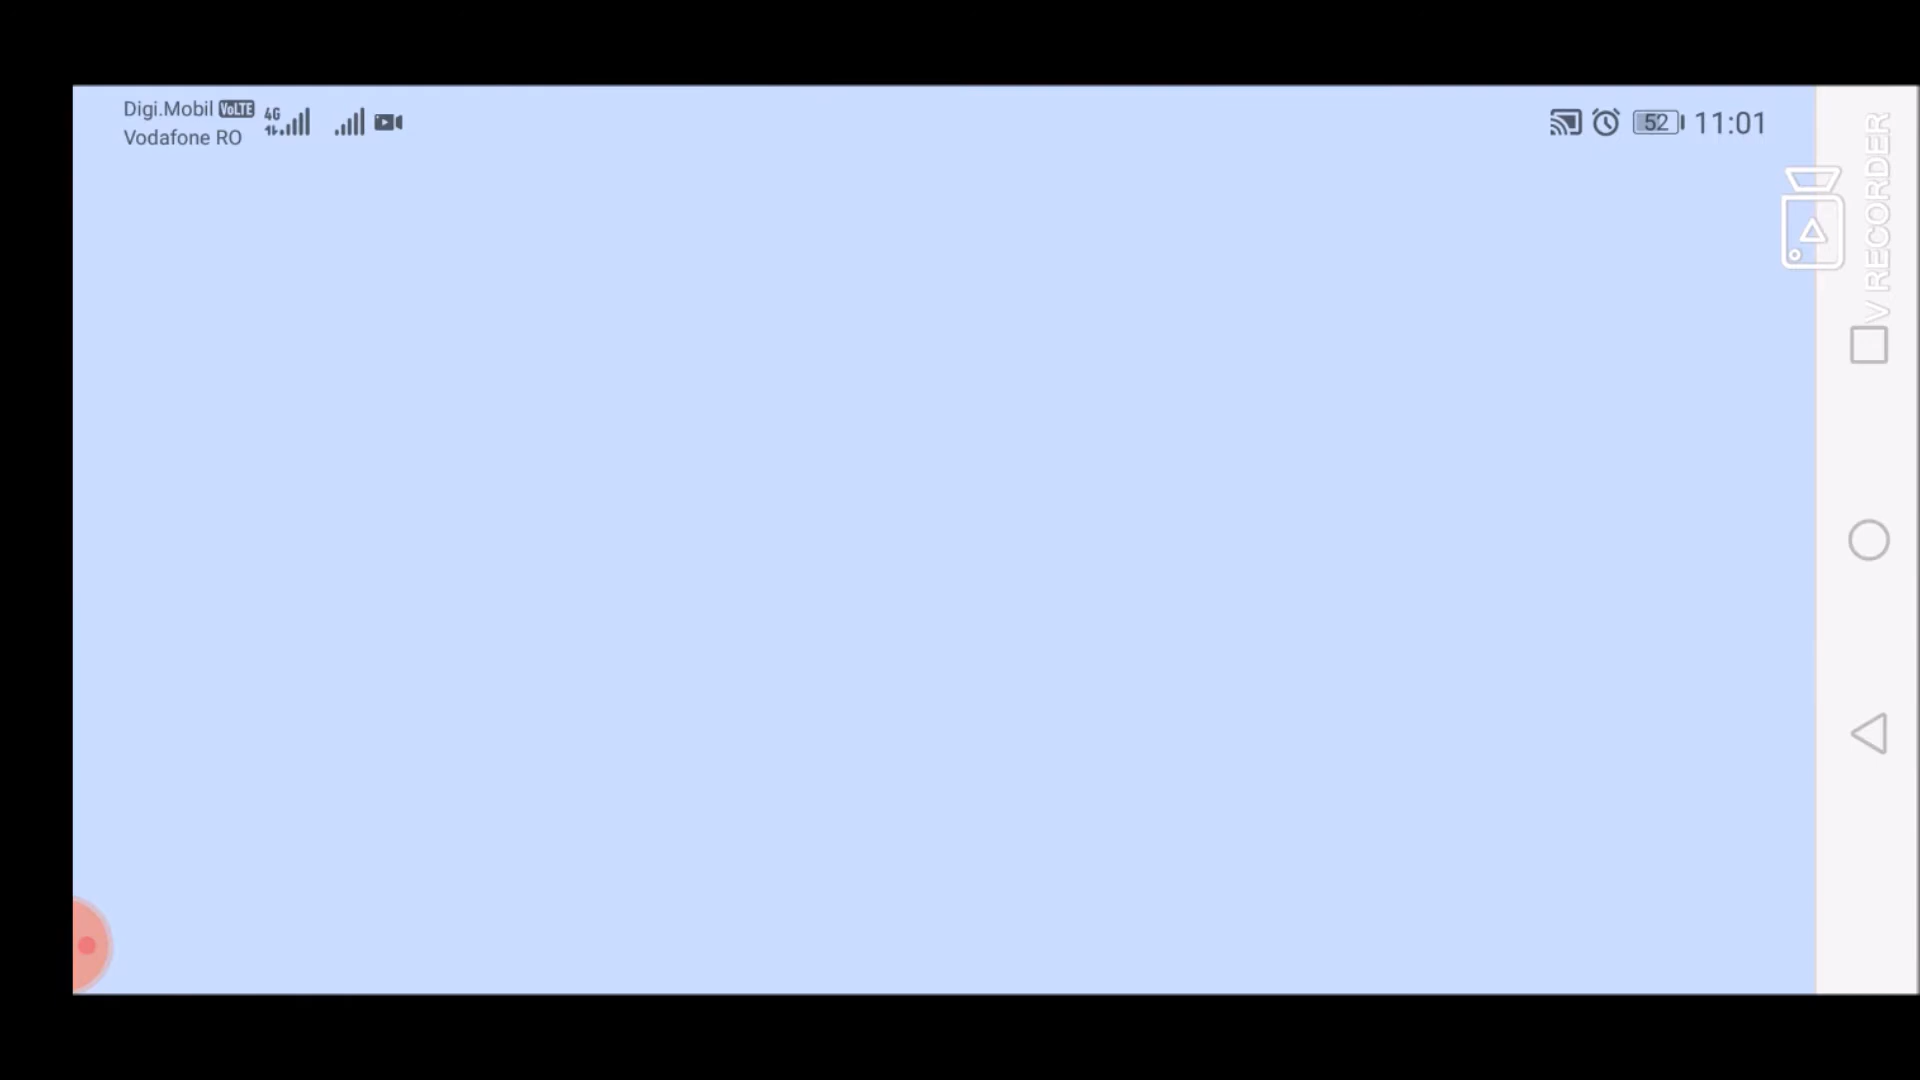 Digi.Mobil VoLTE
Vodafone RO
4G
52
11:01
V RECORDER